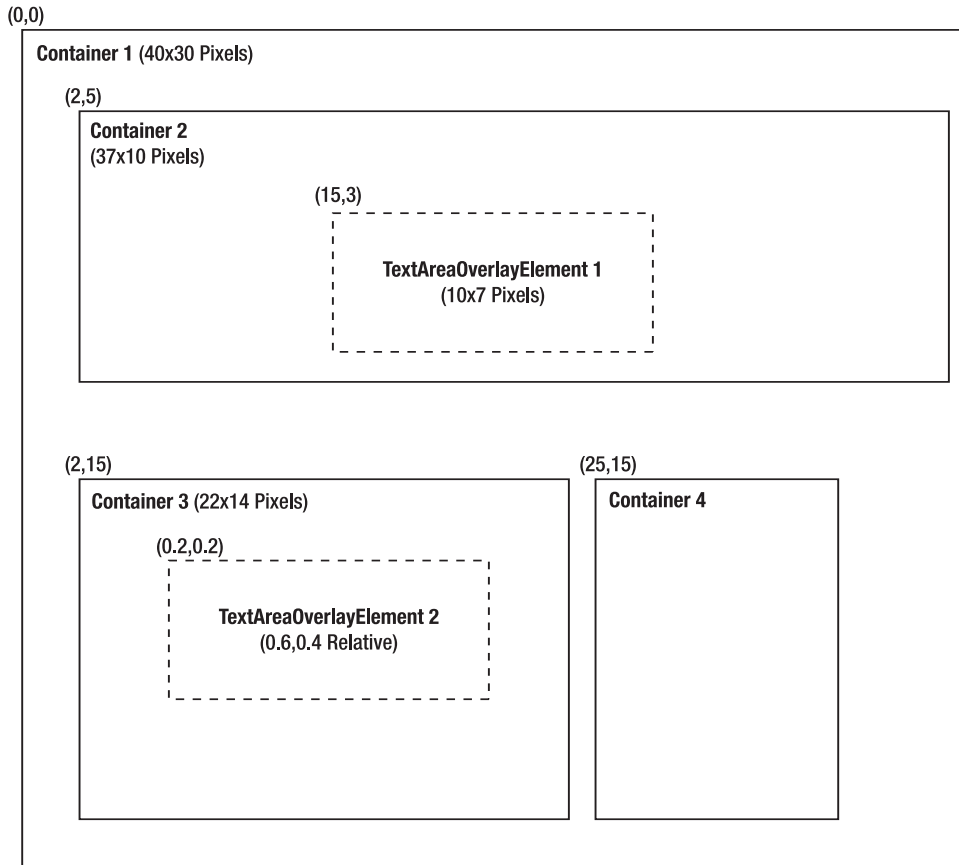 (0,0)
Container 1 (40x30 Pixels)
(2,5)
Container 2
(37x10 Pixels)
(15,3)
TextAreaOverlayElement 1
(10x7 Pixels)
(2,15)
(25,15)
Container 3 (22x14 Pixels)
Container 4
(0.2,0.2)
TextAreaOverlayElement 2
(0.6,0.4 Relative)